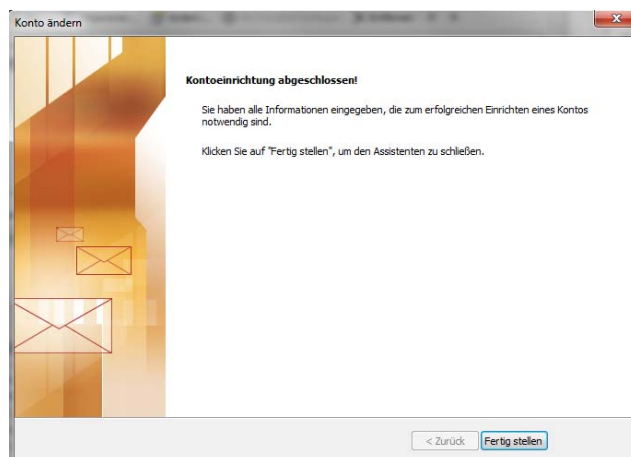 Konto ändern
Kontoeinrichtung abgeschlossen!
Sie haben alle Informationen eingegeben, die zum erfolgreichen Einrichten eines Kontos
notwendig sind.
Klicken Sie auf "Fertig stellen", um den Assistenten zu schließen.
< Zurück Fertig stellen